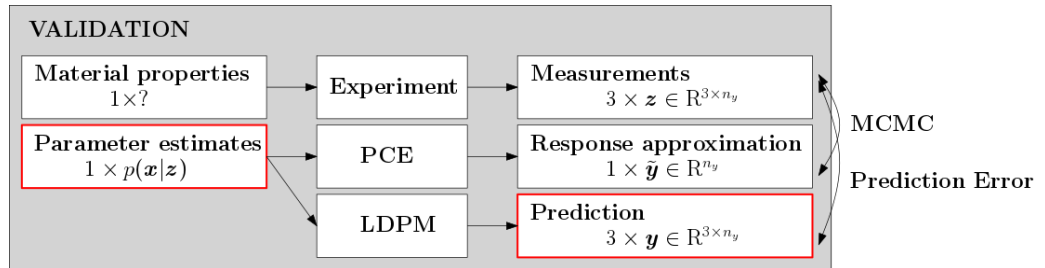 VALIDATION
Material properties
1×?
Experiment
Measurements
3 × z ∈ R^{3×n_y}
MCMC
Parameter estimates
1 × p(x|z)
PCE
Response approximation
1 × ỹ ∈ R^{n_y}
Prediction Error
LDPM
Prediction
3 × y ∈ R^{3×n_y}